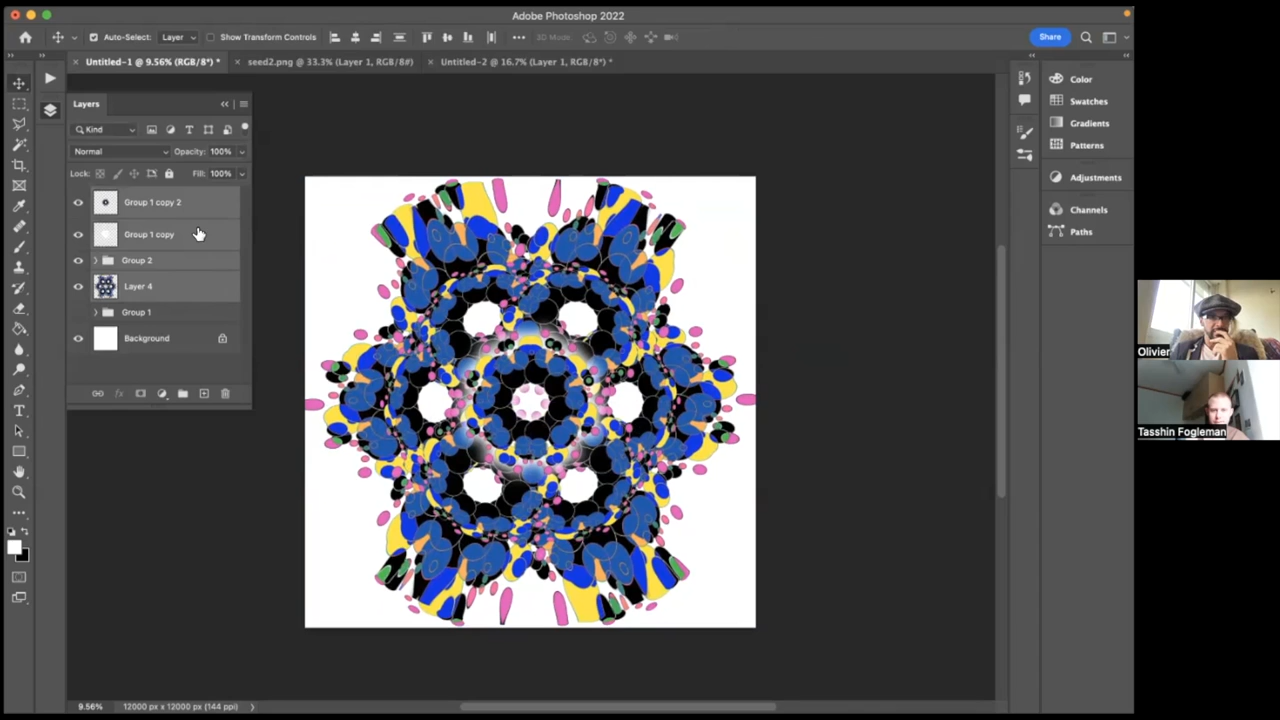 Adobe Photoshop 2022
Auto-Select: Layer Show Transform Controls 3D Mode: Share
Untitled-1 @ 9.56% (RGB/8*) * seed2.png @ 33.3% (Layer 1, RGB/8#) Untitled-2 @ 16.7% (Layer 1, RGB/8*) *
Layers
Kind
Normal Opacity: 100%
Lock: Fill: 100%
Group 1 copy 2
Group 1 copy
Group 2
Layer 4
Group 1
Background
Color
Swatches
Gradients
Patterns
Adjustments
Channels
Paths
Olivier
Tasshin Fogleman
9.56% 12000 px x 12000 px (144 ppi)